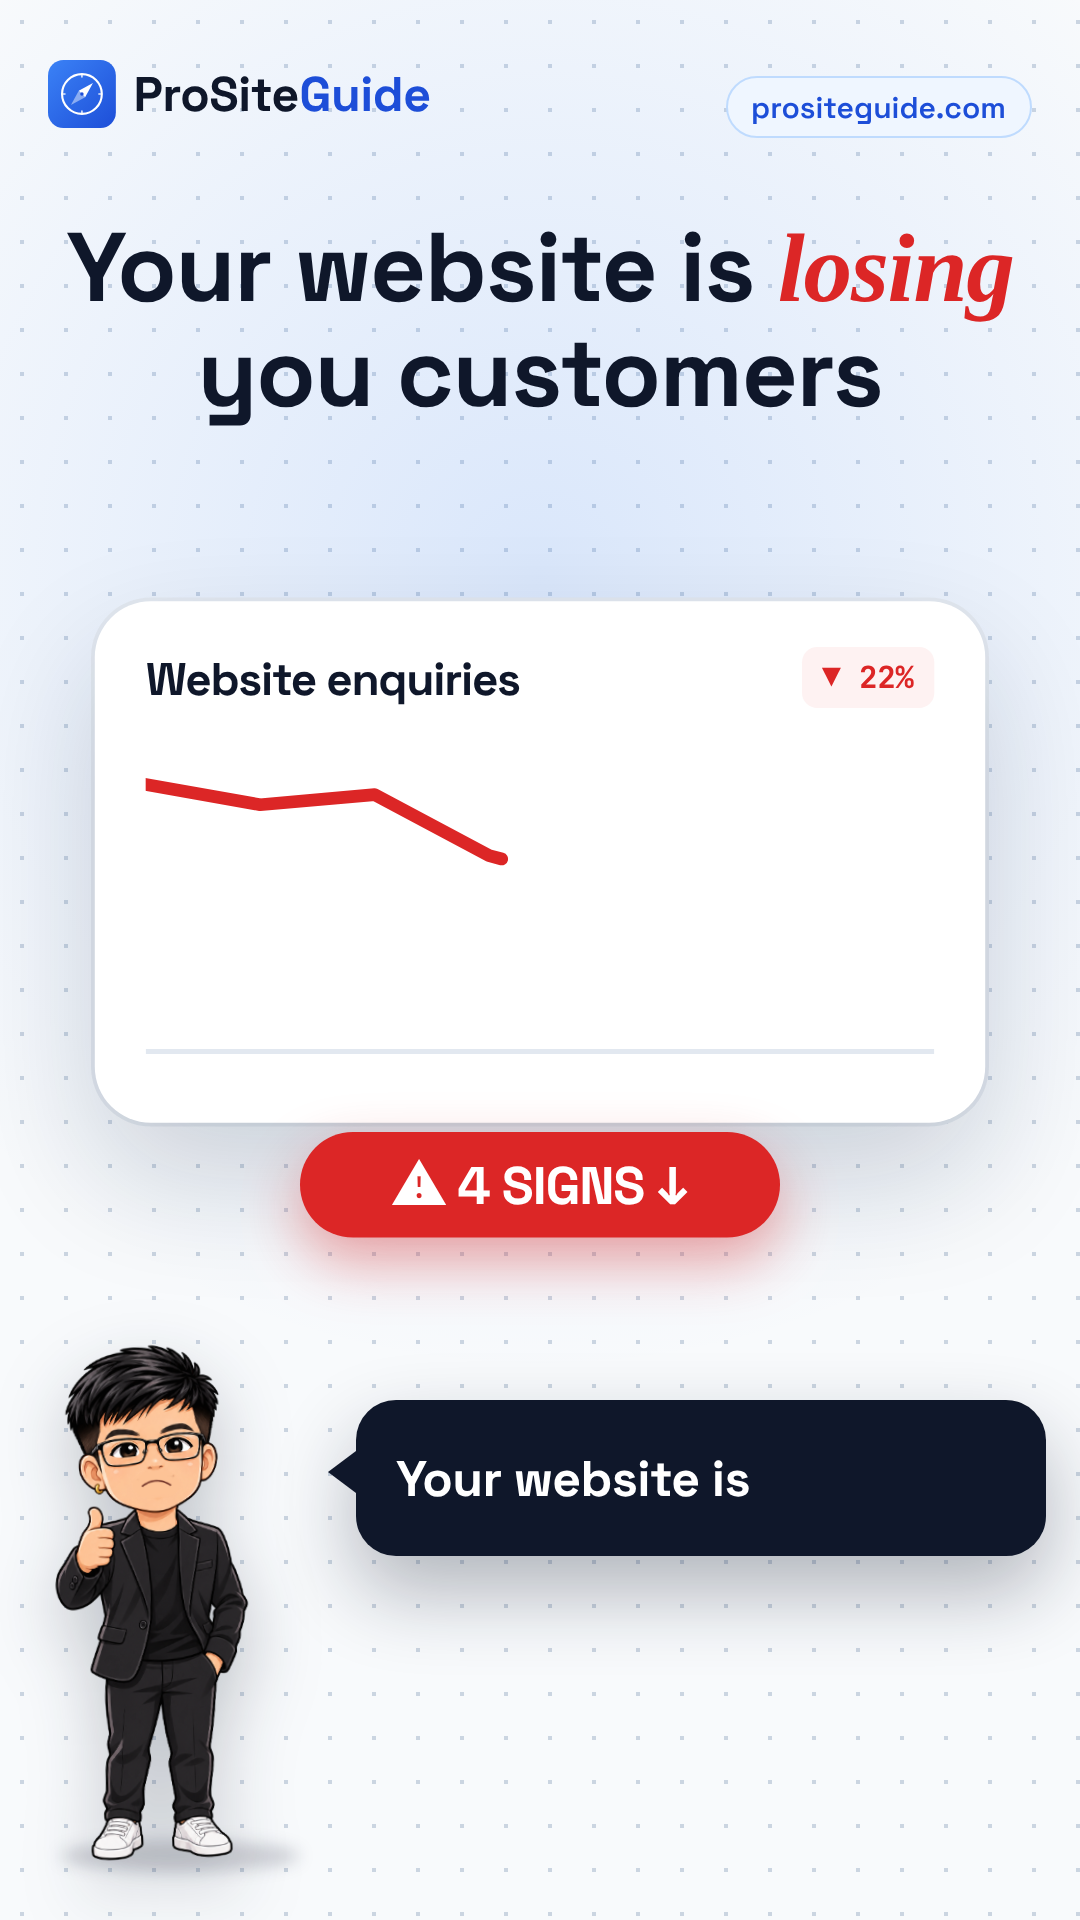 ProSiteGuide
prositeguide.com
Your website is losing
you customers
Website enquiries
▼ 22%
4 SIGNS ↓
Your website is